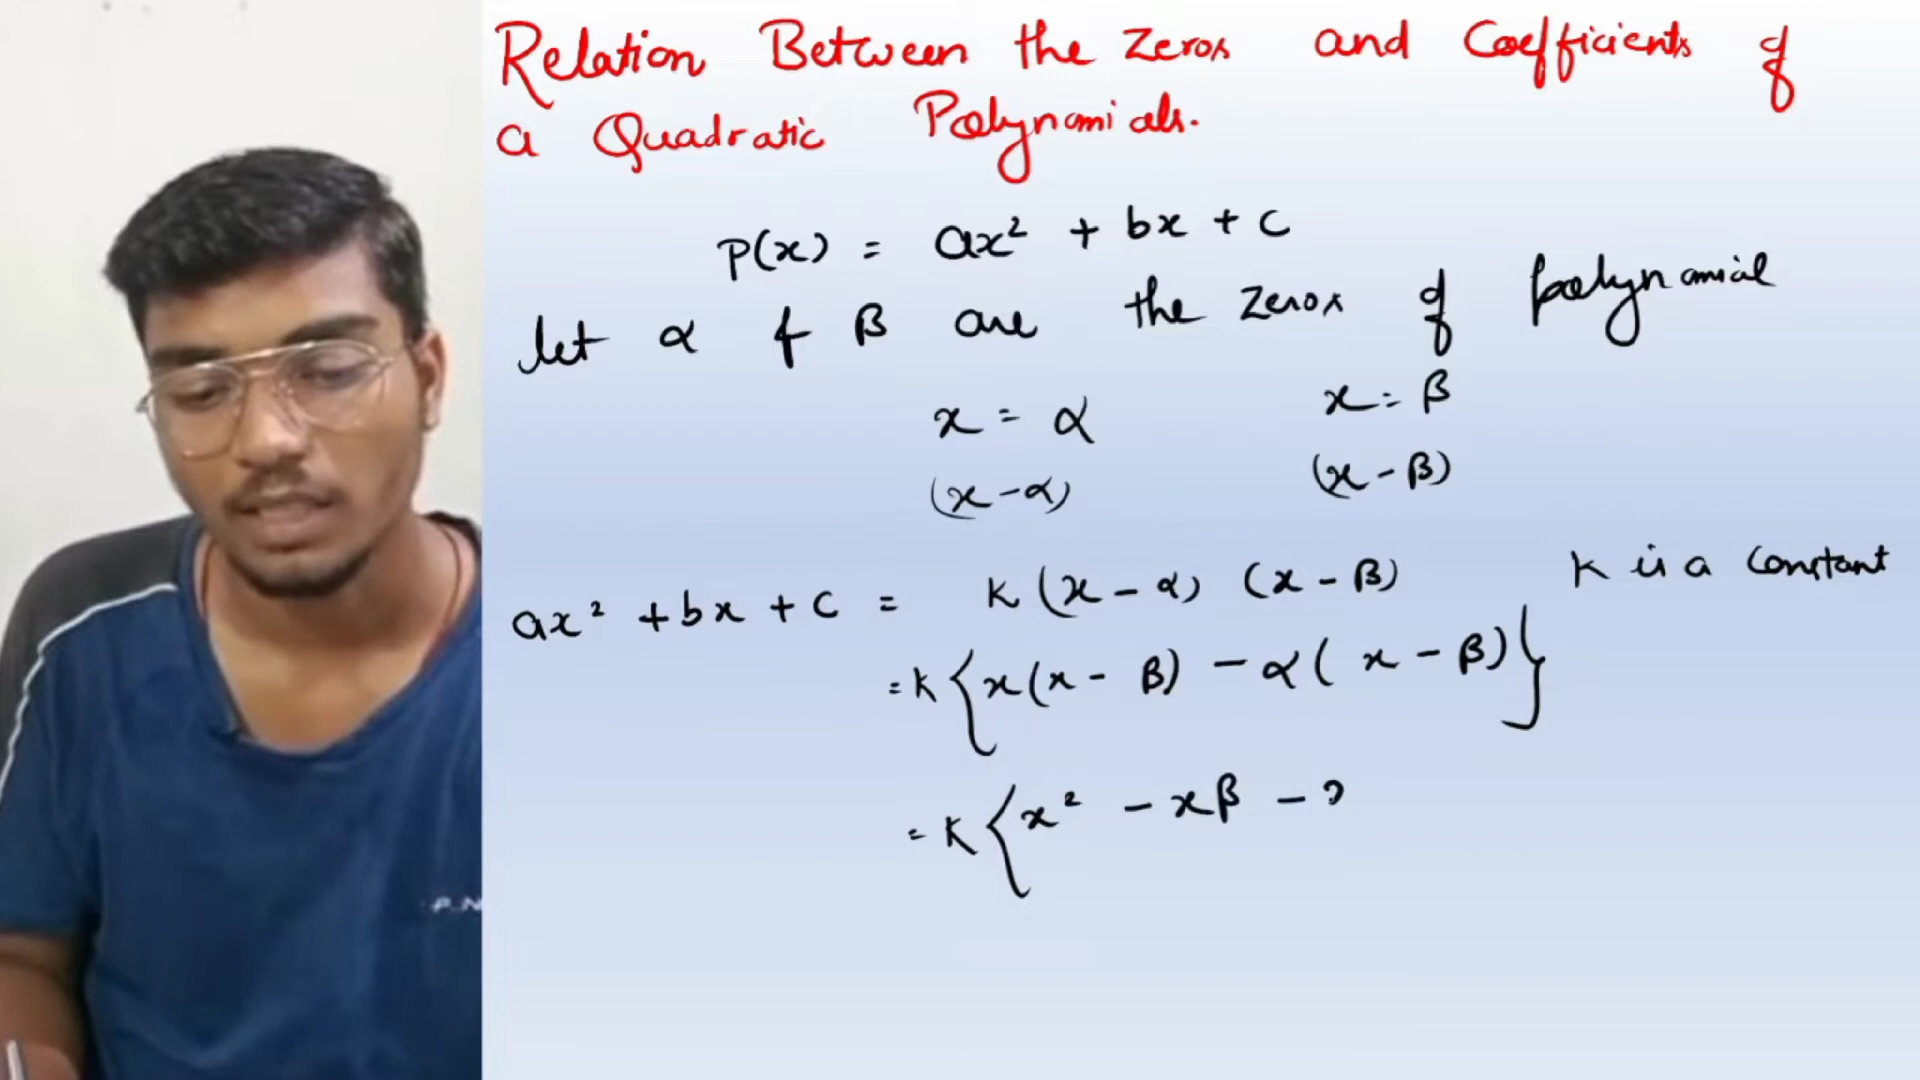 Relation Between the Zeros and Coefficients of
a Quadratic Polynomials.
P(x) = ax² + bx + c
let α & β are the zeros of polynomial
x = α x = β
(x-α) (x-β)
ax² + bx + c = K(x-α) (x-β) K is a constant
= K{x(x-β) - α(x-β)}
= K{x² - xβ -
P.N